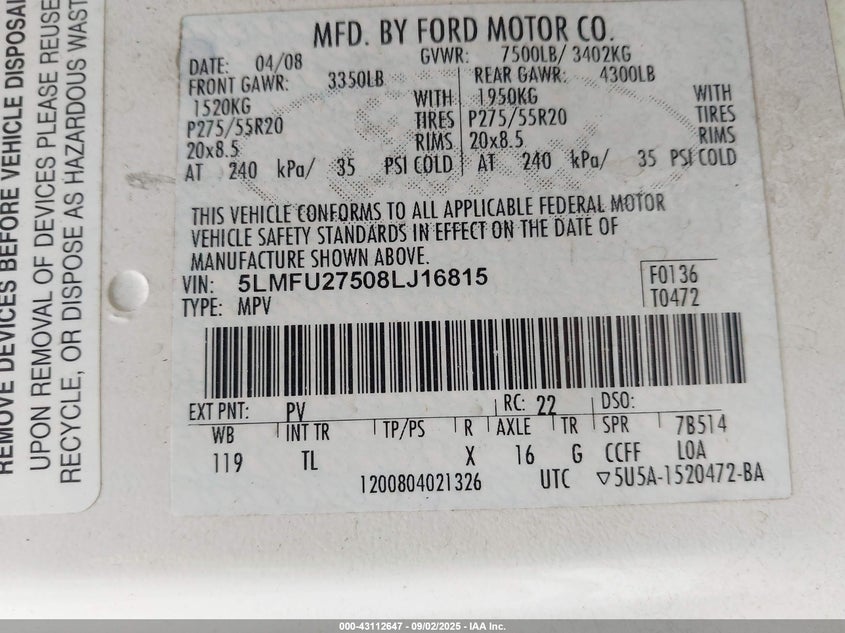 REMOVE DEVICES BEFORE VEHICLE DISPOSAL
UPON REMOVAL OF DEVICES PLEASE REUSE
RECYCLE, OR DISPOSE AS HAZARDOUS WAST
MFD. BY FORD MOTOR CO.
DATE: 04/08 GVWR: 7500LB/ 3402KG
FRONT GAWR: 3350LB REAR GAWR: 4300LB
1520KG WITH 1950KG WITH
P275/55R20 TIRES P275/55R20 TIRES
20x8.5 RIMS 20x8.5 RIMS
AT 240 kPa/ 35 PSI COLD AT 240 kPa/ 35 PSI COLD
THIS VEHICLE CONFORMS TO ALL APPLICABLE FEDERAL MOTOR
VEHICLE SAFETY STANDARDS IN EFFECT ON THE DATE OF
MANUFACTURE SHOWN ABOVE.
VIN: 5LMFU27508LJ16815 F0136
TYPE: MPV T0472
EXT PNT: PV RC: 22 DSO:
WB INT TR TP/PS R AXLE TR SPR 7B514
119 TL X 16 G CCFF LOA
1200804021326 UTC ▽5U5A-1520472-BA
000-43112647 - 09/02/2025 - IAA Inc.